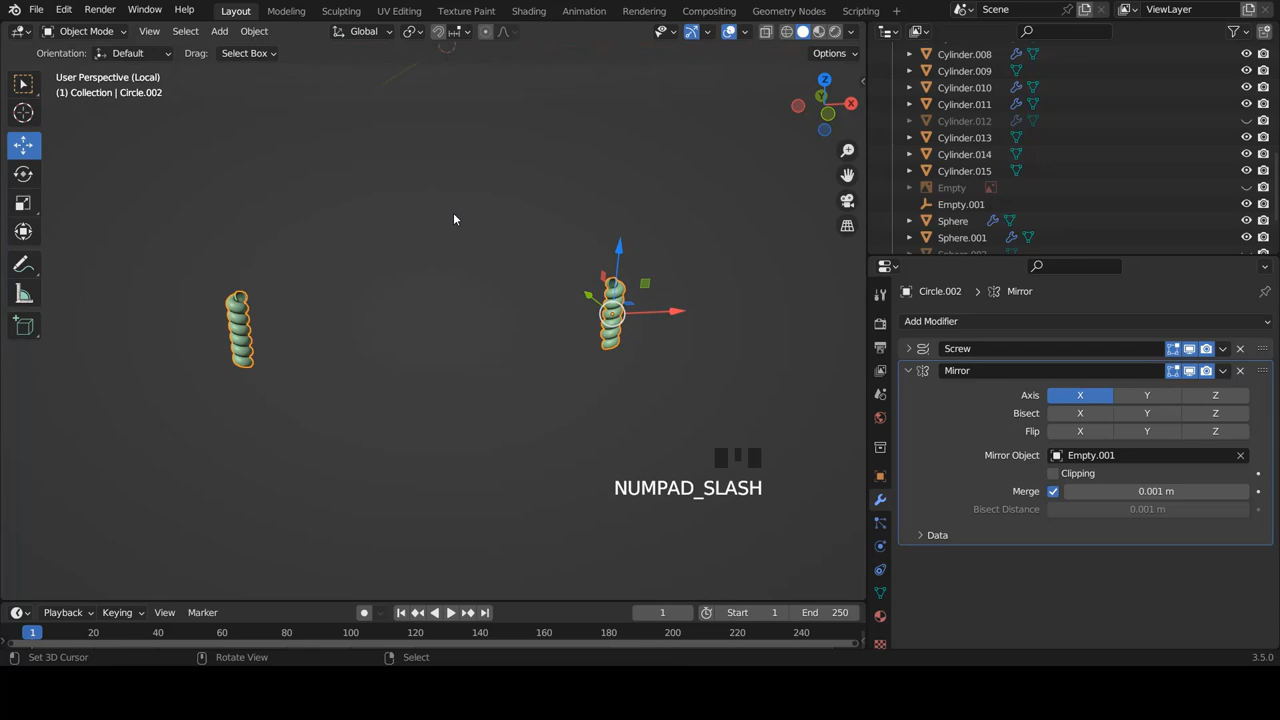 File Edit Render Window Help Layout Modeling Sculpting UV Editing Texture Paint Shading Animation Rendering Compositing Geometry Nodes Scripting + Scene ViewLayer
Object Mode View Select Add Object Global Options
Orientation: Default Drag: Select Box
User Perspective (Local)
(1) Collection | Circle.002
Z
Y
X
Cylinder.008
Cylinder.009
Cylinder.010
Cylinder.011
Cylinder.012
Cylinder.013
Cylinder.014
Cylinder.015
Empty
Empty.001
Sphere
Sphere.001
Circle.002 Mirror
Add Modifier
Screw
Mirror
Axis X Y Z
Bisect X Y Z
Flip X Y Z
Mirror Object Empty.001
Clipping
Merge 0.001 m
Bisect Distance 0.001 m
Data
NUMPAD_SLASH
Playback Keying View Marker 1 Start 1 End 250
1 20 40 60 80 100 120 140 160 180 200 220 240
Set 3D Cursor Rotate View Select 3.5.0